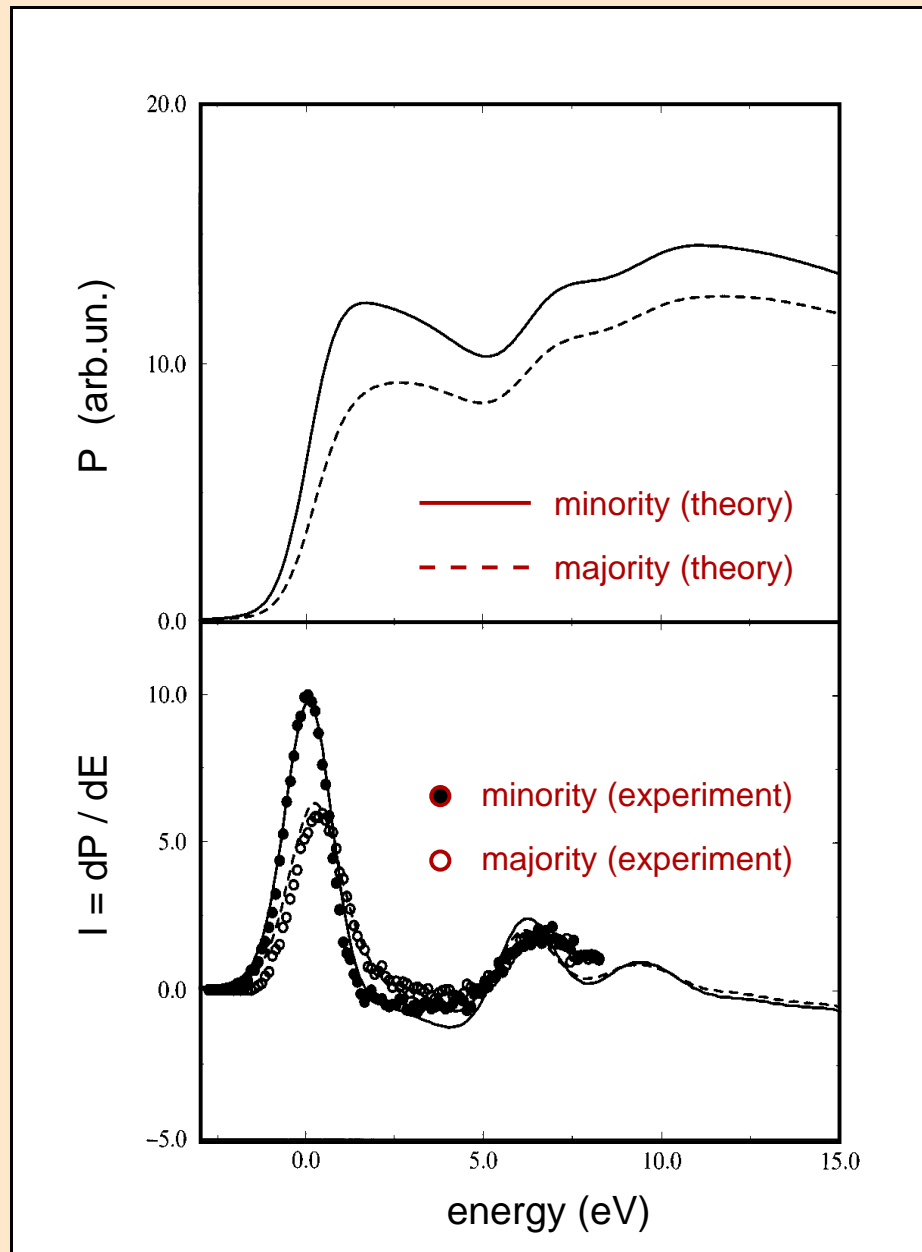 20.0
P (arb.un.)
10.0
minority (theory)
majority (theory)
0.0
10.0
I = dP / dE
minority (experiment)
5.0
majority (experiment)
0.0
−5.0
0.0 5.0 10.0 15.0
energy (eV)